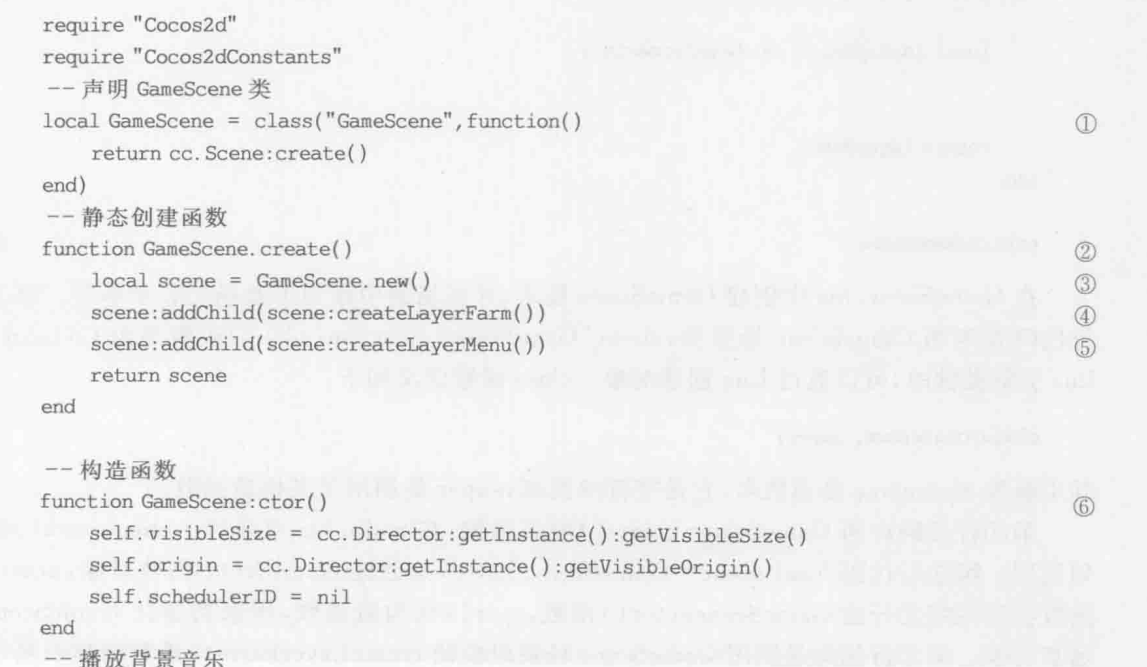 require "Cocos2d"
require "Cocos2dConstants"
-- 声明 GameScene 类
local GameScene = class("GameScene",function() ①
return cc.Scene:create()
end)
-- 静态创建函数
function GameScene.create() ②
local scene = GameScene.new() ③
scene:addChild(scene:createLayerFarm()) ④
scene:addChild(scene:createLayerMenu()) ⑤
return scene
end
-- 构造函数
function GameScene:ctor() ⑥
self.visibleSize = cc.Director:getInstance():getVisibleSize()
self.origin = cc.Director:getInstance():getVisibleOrigin()
self.schedulerID = nil
end
-- 播放背景音乐